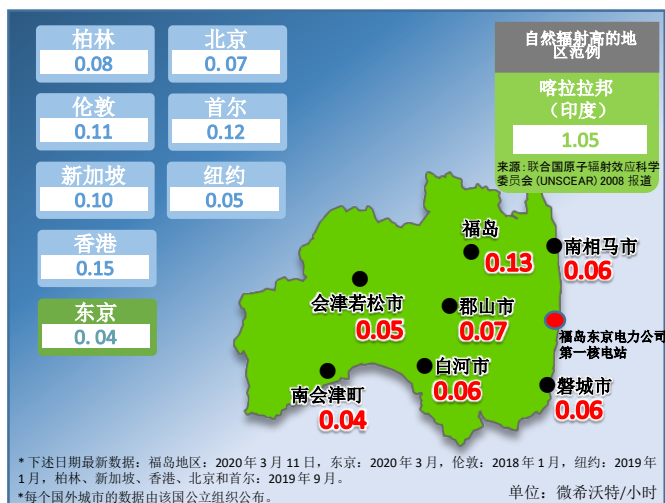 柏林
0.08
北京
0.07
伦敦
0.11
首尔
0.12
新加坡
0.10
纽约
0.05
香港
0.15
东京
0.04
自然辐射高的地
区范例
喀拉拉邦
（印度）
1.05
来源：联合国原子辐射效应科学
委员会(UNSCEAR) 2008 报道
福岛
0.13
南相马市
0.06
会津若松市
0.05
郡山市
0.07
福岛东京电力公司
第一核电站
白河市
0.06
南会津町
0.04
磐城市
0.06
* 下述日期最新数据：福岛地区：2020年3月11日，东京：2020年3月，伦敦：2018年1月，纽约：2019年
1月，柏林、新加坡、香港、北京和首尔：2019年9月。
*每个国外城市的数据由该国公立组织公布。
单位：微希沃特/小时